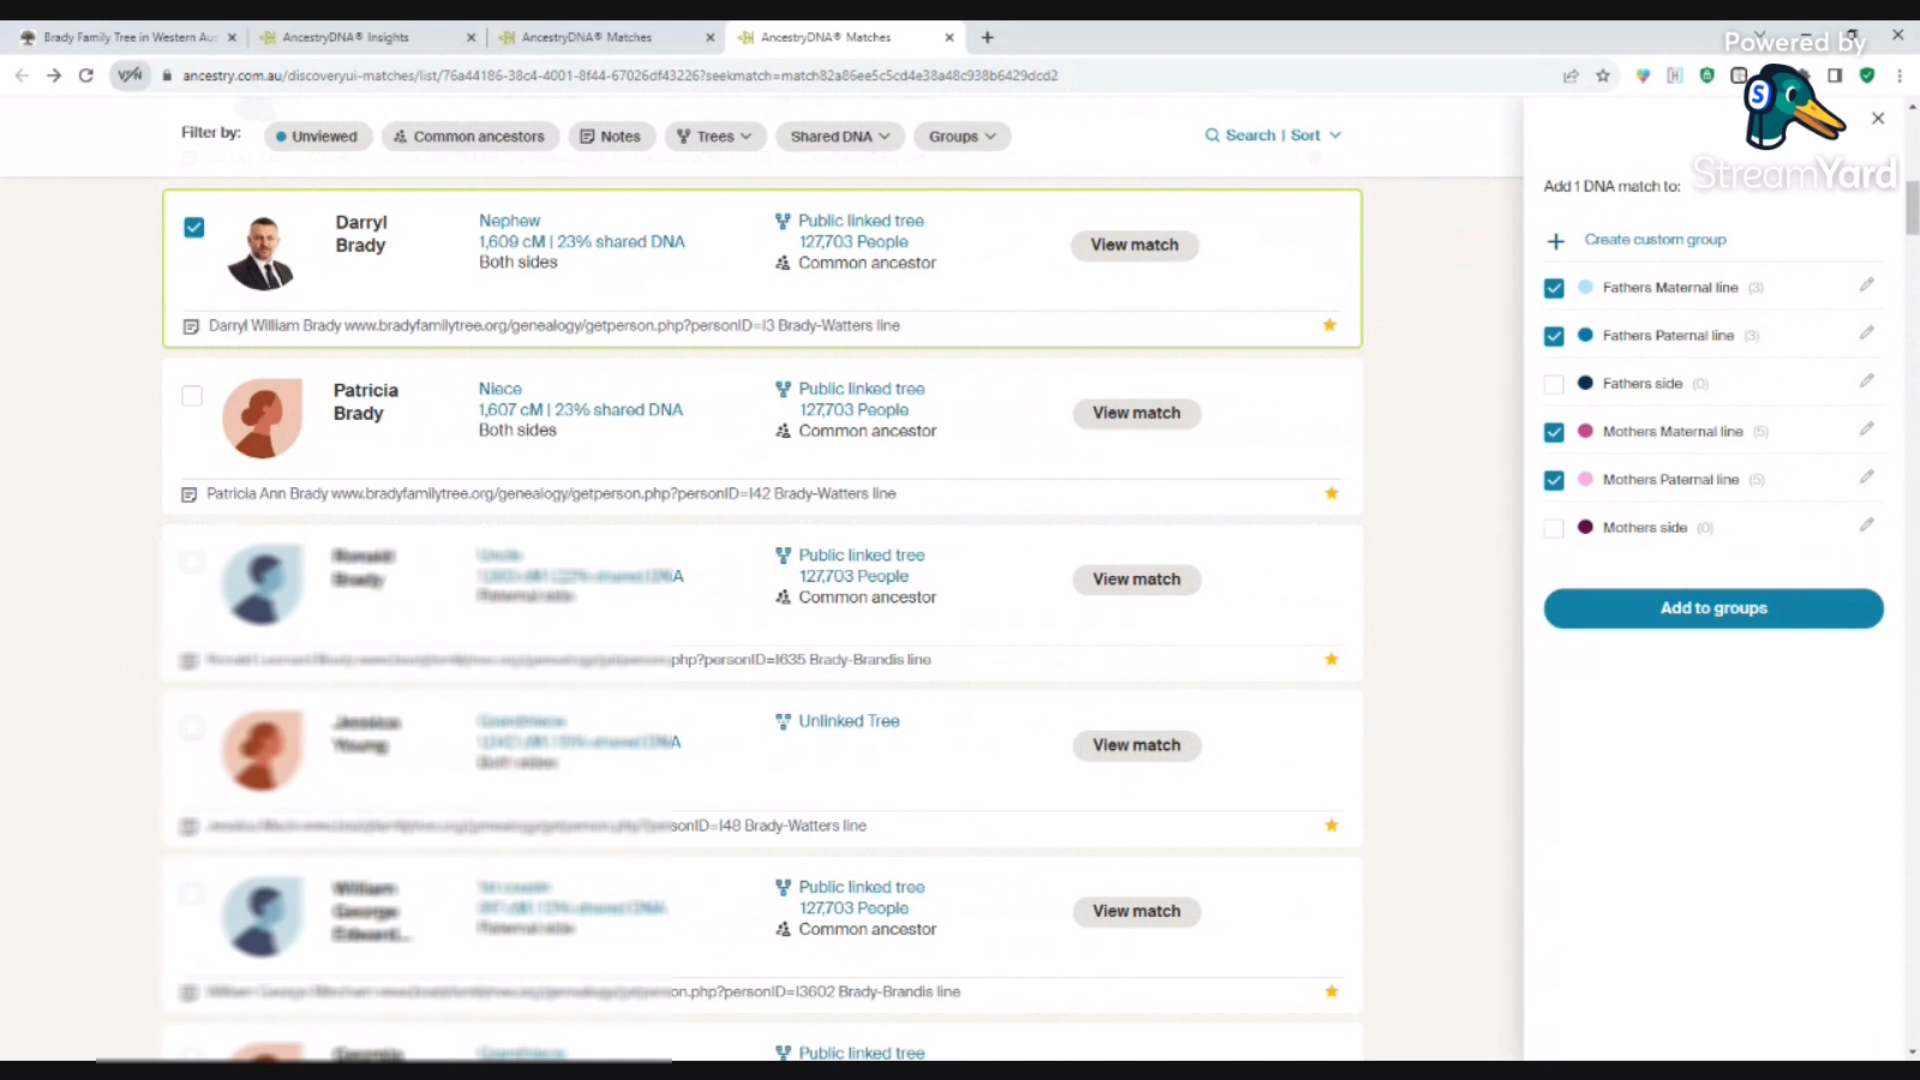 Brady Family Tree in Western Aus
AncestryDNA® Insights
AncestryDNA® Matches
AncestryDNA® Matches
Powered by
VPN
ancestry.com.au/discoveryui-matches/list/76a44186-38c4-4001-8f44-67026df43226?seekmatch=match82a86ee5c5cd4e38a48c938b6429dcd2
StreamYard
Filter by:
Unviewed
Common ancestors
Notes
Trees
Shared DNA
Groups
Search | Sort
Darryl
Brady
Nephew
1,609 cM | 23% shared DNA
Both sides
Public linked tree
127,703 People
Common ancestor
View match
Darryl William Brady www.bradyfamilytree.org/genealogy/getperson.php?personID=I3 Brady-Watters line
Patricia
Brady
Niece
1,607 cM | 23% shared DNA
Both sides
Public linked tree
127,703 People
Common ancestor
View match
Patricia Ann Brady www.bradyfamilytree.org/genealogy/getperson.php?personID=I42 Brady-Watters line
Public linked tree
127,703 People
Common ancestor
View match
php?personID=I635 Brady-Brandis line
Unlinked Tree
View match
sonID=I48 Brady-Watters line
Public linked tree
127,703 People
Common ancestor
View match
on.php?personID=I3602 Brady-Brandis line
Public linked tree
Add 1 DNA match to:
Create custom group
Fathers Maternal line (3)
Fathers Paternal line (3)
Fathers side (0)
Mothers Maternal line (5)
Mothers Paternal line (5)
Mothers side (0)
Add to groups